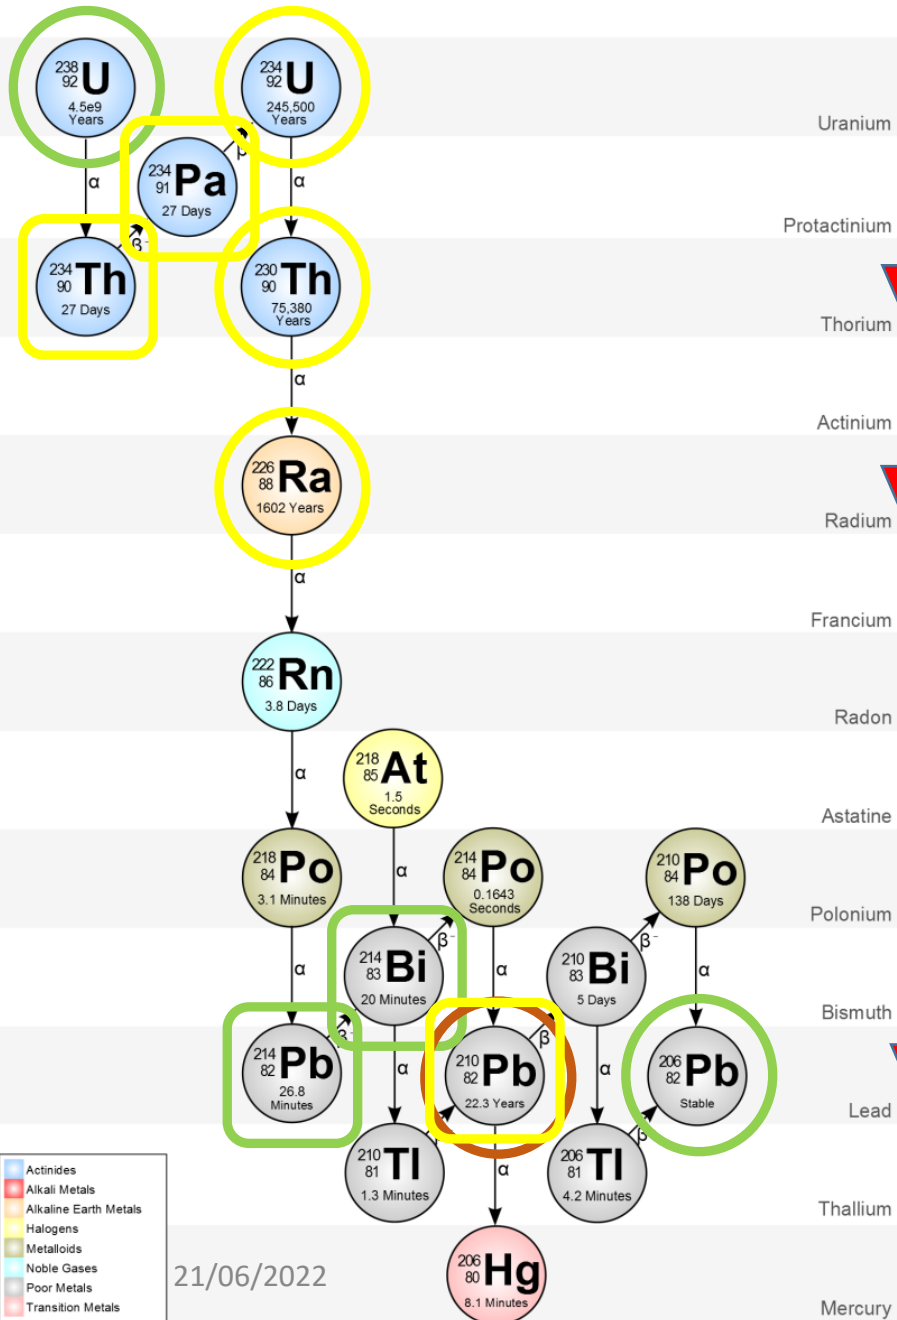 238
92 U
4.5e9
Years
234
92 U
245,500
Years
Uranium
α
β
α
234
91 Pa
27 Days
Protactinium
β⁻
234
90 Th
27 Days
230
90 Th
75,380
Years
Thorium
α
Actinium
226
88 Ra
1602 Years
Radium
α
Francium
222
86 Rn
3.8 Days
Radon
α
218
85 At
1.5
Seconds
Astatine
218
84 Po
3.1 Minutes
α
214
84 Po
0.1643
Seconds
210
84 Po
138 Days
Polonium
β⁻
β⁻
α
214
83 Bi
20 Minutes
α
210
83 Bi
5 Days
α
Bismuth
β⁻
β
214
82 Pb
26.8
Minutes
α
210
82 Pb
22.3 Years
α
206
82 Pb
Stable
Lead
β
210
81 Tl
1.3 Minutes
α
206
81 Tl
4.2 Minutes
Thallium
206
80 Hg
8.1 Minutes
Mercury
Actinides
Alkali Metals
Alkaline Earth Metals
Halogens
Metalloids
Noble Gases
Poor Metals
Transition Metals
21/06/2022